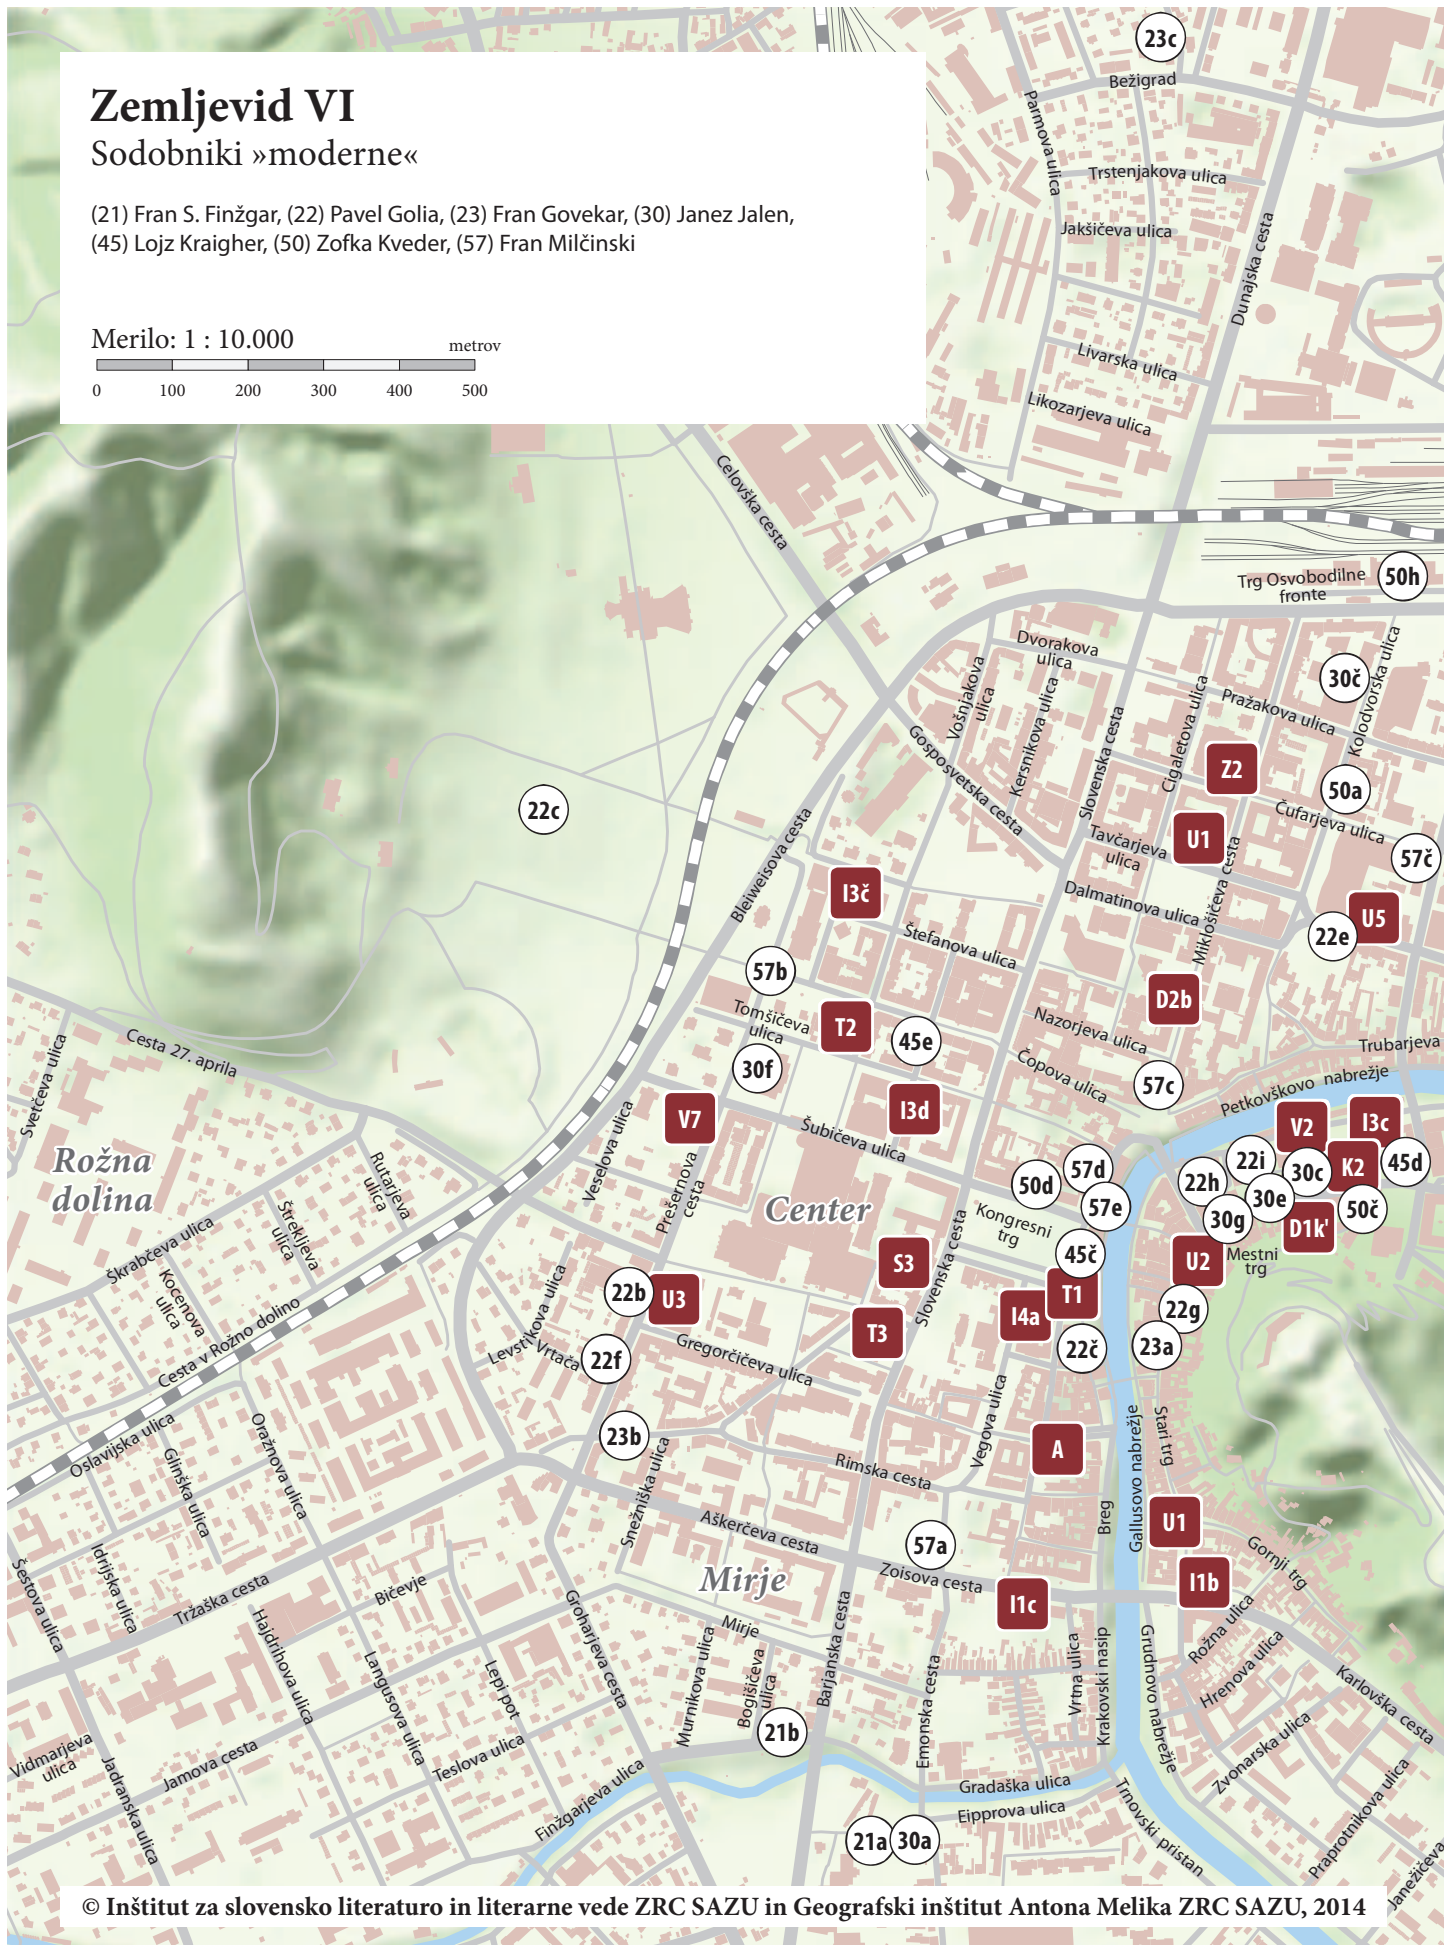 Zemljevid VI
Sodobniki »moderne«
(21) Fran S. Finžgar, (22) Pavel Golia, (23) Fran Govekar, (30) Janez Jalen,
(45) Lojz Kraigher, (50) Zofka Kveder, (57) Fran Milčinski
Merilo: 1 : 10.000
metrov
0 100 200 300 400 500
23c
Bežigrad
Parmova ulica
Trstenjakova ulica
Jakšičeva ulica
Dunajska cesta
Livarska ulica
Likozarjeva ulica
Celovška cesta
Trg Osvobodilne
fronte
50h
Dvorakova
ulica
Vošnjakova
ulica
Kersnikova ulica
Slovenska cesta
Cigaletova ulica
Pražakova ulica
30č
Kolodvorska ulica
Gosposvetska cesta
Z2
50a
Čufarjeva ulica
22c
Bleiweisova cesta
Tavčarjeva
ulica
U1
57č
I3č
Dalmatinova ulica
Miklošičeva cesta
U5
22e
Štefanova ulica
57b
D2b
Tomšičeva
ulica
T2
45e
Nazorjeva ulica
Trubarjeva
Cesta 27. aprila
Svetčeva ulica
30f
Čopova ulica
57c
Petkovškovo nabrežje
V7
I3d
V2
I3c
Šubičeva ulica
Veselova ulica
Rožna
dolina
Rutarjeva
ulica
Prešernova
cesta
50d
57d
22h
22i
30c
K2
45d
57e
30e
30g
50č
D1k'
Center
Štrekljeva
ulica
Škrabčeva ulica
Kongresni
trg
45č
Mestni
trg
U2
S3
Kocenova
ulica
Levstikova ulica
22b
U3
Slovenska cesta
T1
I4a
22g
Cesta v Rožno dolino
T3
22č
23a
Vrtača
22f
Gregorčičeva ulica
Oslavijska ulica
Oražnova ulica
23b
Vegova ulica
A
Gallusovo nabrežje
Stari trg
Glinška ulica
Snežniška ulica
Rimska cesta
Breg
U1
Aškerčeva cesta
57a
Gornji trg
Idrijska ulica
Šestova ulica
Tržaška cesta
Bičevje
Mirje
Zoisova cesta
I1c
I1b
Groharjeva cesta
Hajdrihova ulica
Mirje
Rožna ulica
Langusova ulica
Lepi pot
Murnikova ulica
Bogišičeva
ulica
Barjanska cesta
Emonska cesta
Vrtna ulica
Krakovski nasip
Grudnovo nabrežje
Hrenova ulica
Karlovška cesta
21b
Vidmarjeva
ulica
Jadranska ulica
Jamova cesta
Teslova ulica
Zvonarska ulica
Finžgarjeva ulica
Gradaška ulica
Eipprova ulica
Trnovski pristan
Praprotnikova ulica
Janežičeva
21a
30a
© Inštitut za slovensko literaturo in literarne vede ZRC SAZU in Geografski inštitut Antona Melika ZRC SAZU, 2014